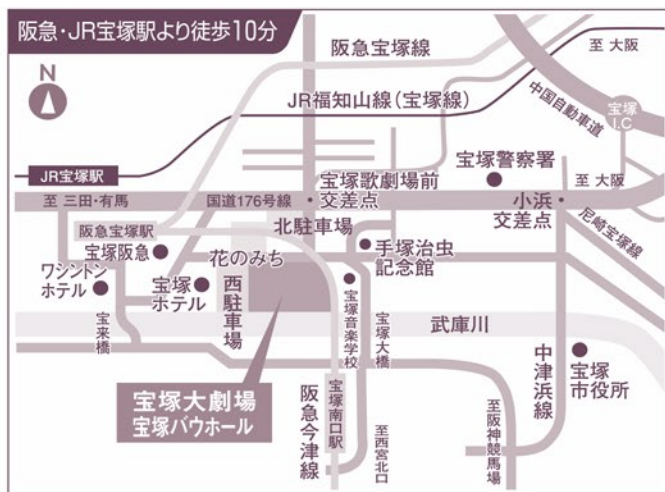 阪急・JR宝塚駅より徒歩10分
N
阪急宝塚線
至 大阪
JR福知山線(宝塚線)
中国自動車道
宝塚
I.C
JR宝塚駅
宝塚歌劇場前
交差点
宝塚警察署
至 大阪
至 三田・有馬
国道176号線
小浜
交差点
尼崎宝塚線
阪急宝塚駅
北駐車場
宝塚阪急
花のみち
手塚治虫
記念館
ワシントン
ホテル
宝塚
ホテル
西駐車場
宝塚音楽学校
宝塚大橋
武庫川
宝来橋
中津浜線
宝塚
市役所
宝塚大劇場
宝塚バウホール
阪急今津線
宝塚南口駅
至西宮北口
至阪神競馬場